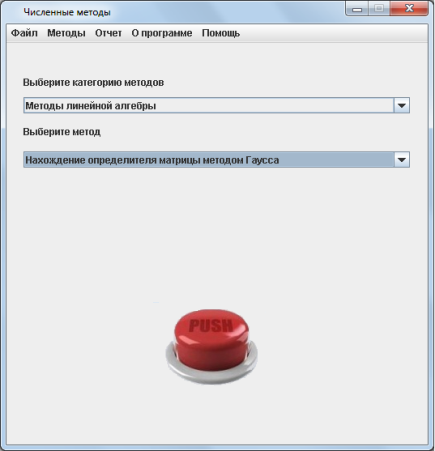 Численные методы
Файл Методы Отчет О программе Помощь
Выберите категорию методов
Методы линейной алгебры
Выберите метод
Нахождение определителя матрицы методом Гаусса
PUSH